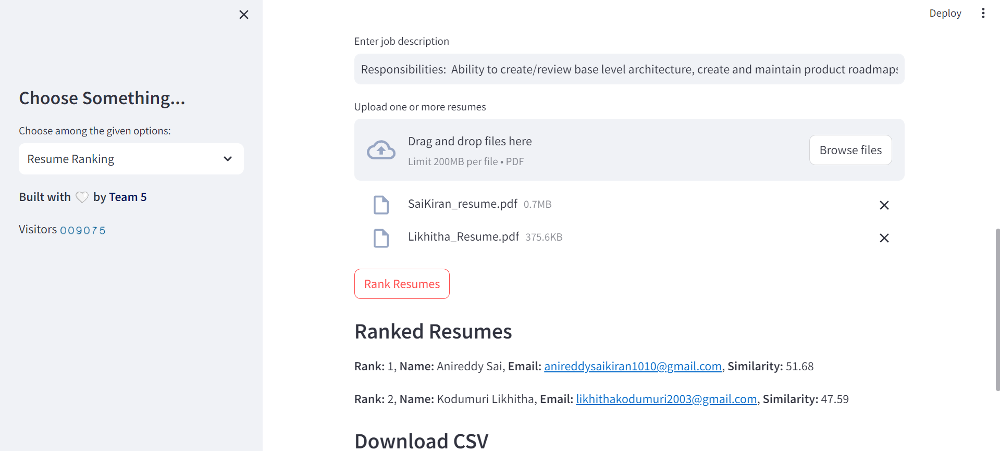 Deploy
Choose Something...
Choose among the given options:
Resume Ranking
Built with 🤍 by Team 5
Visitors 009075
Enter job description
Responsibilities:  Ability to create/review base level architecture, create and maintain product roadmaps
Upload one or more resumes
Drag and drop files here
Limit 200MB per file • PDF
Browse files
SaiKiran_resume.pdf 0.7MB
Likhitha_Resume.pdf 375.6KB
Rank Resumes
Ranked Resumes
Rank: 1, Name: Anireddy Sai, Email: anireddysaikiran1010@gmail.com, Similarity: 51.68
Rank: 2, Name: Kodumuri Likhitha, Email: likhithakodumuri2003@gmail.com, Similarity: 47.59
Download CSV